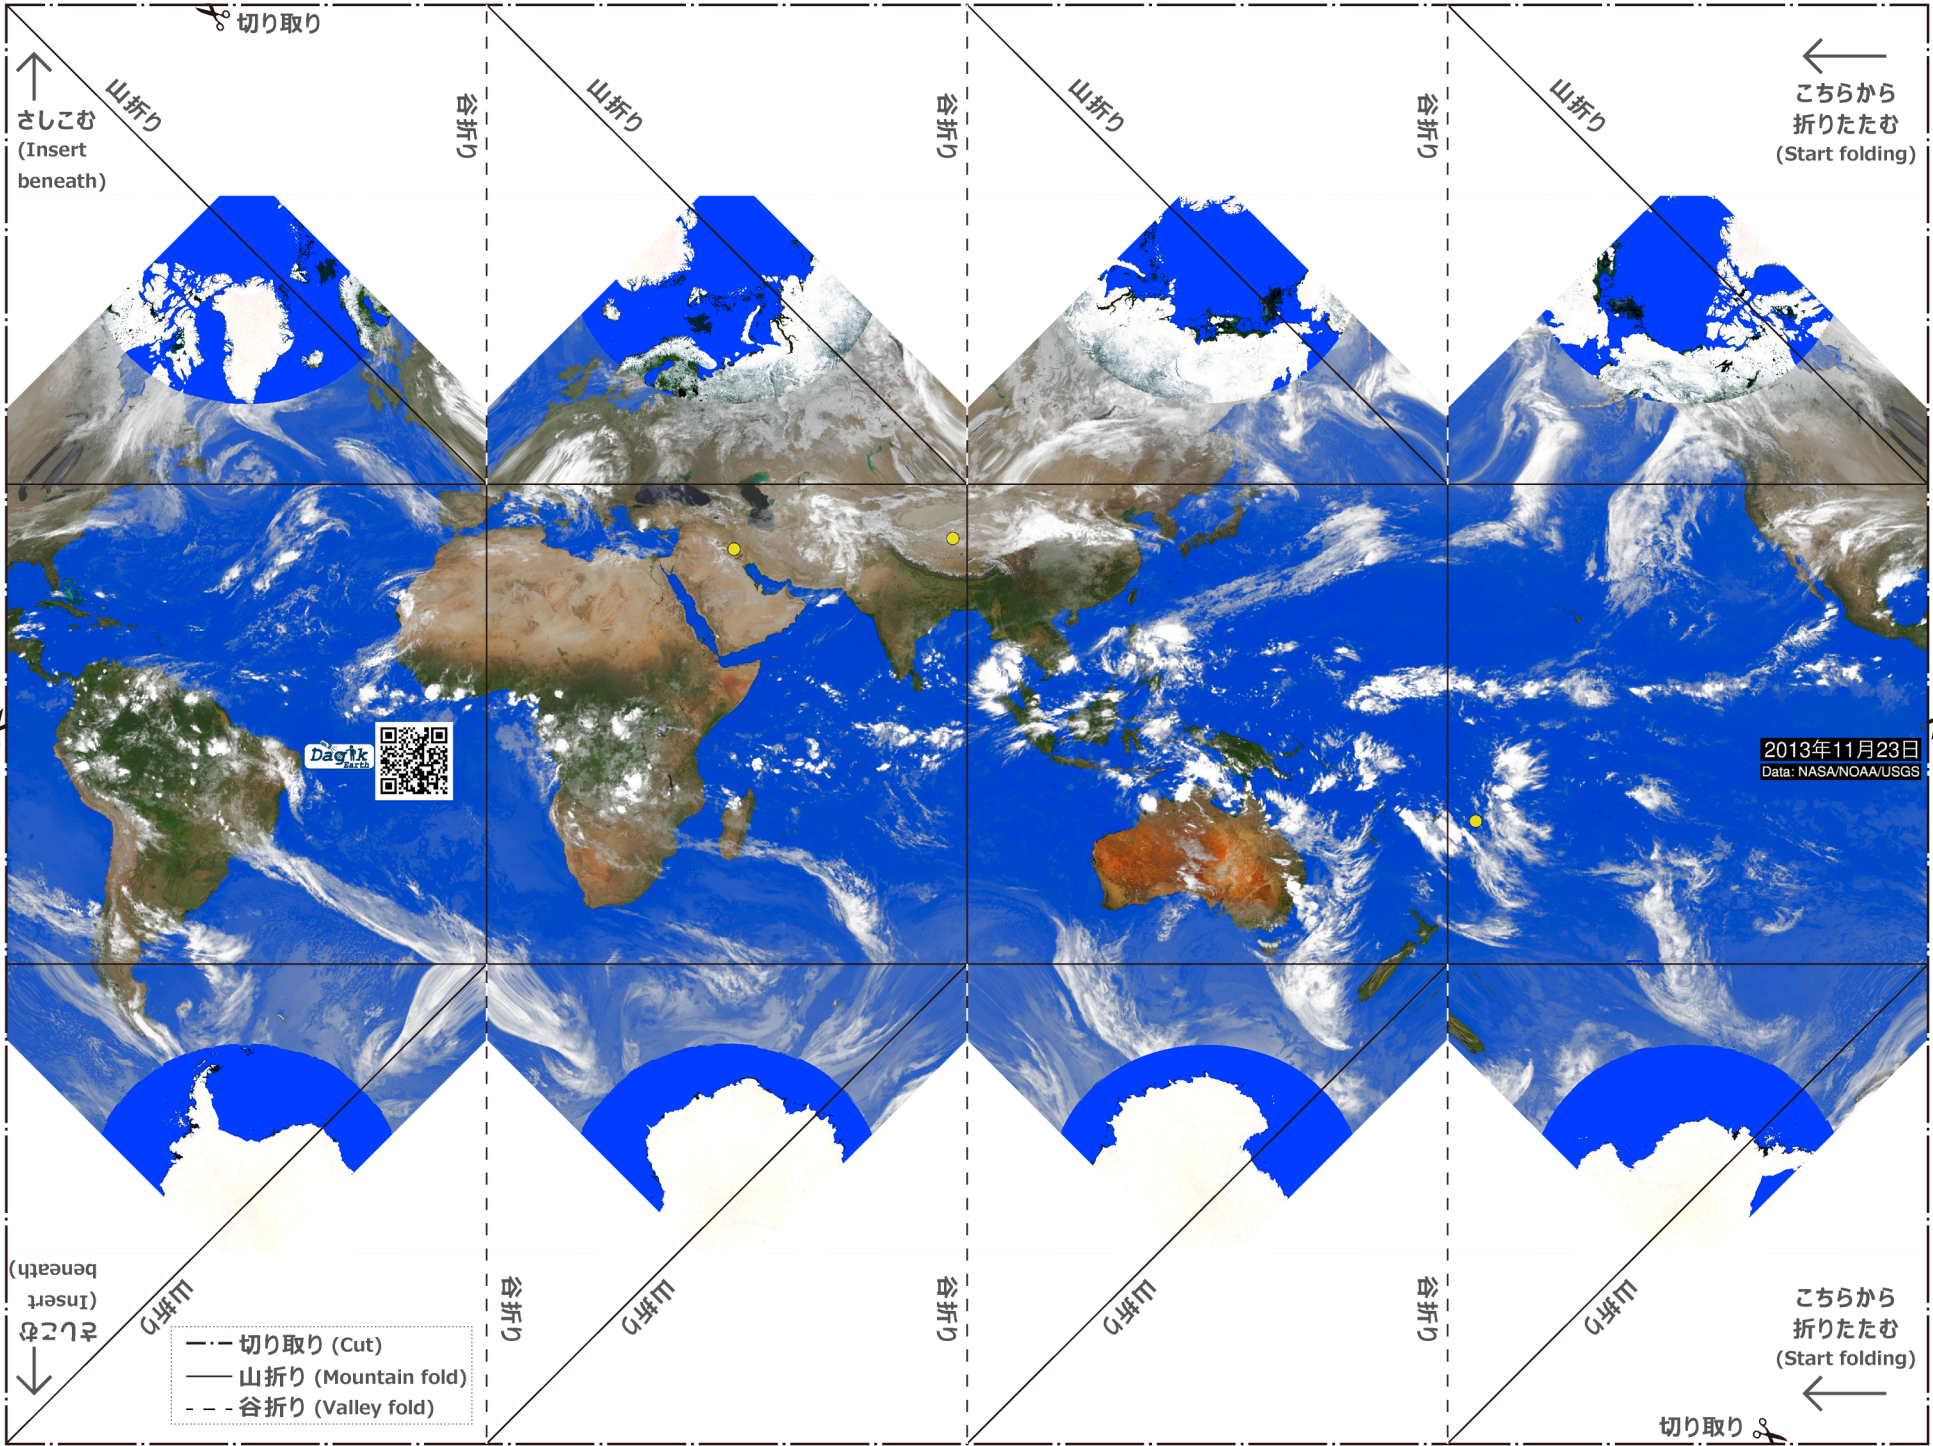 切り取り
さしこむ
(Insert
beneath)
山折り
谷折り
山折り
谷折り
山折り
谷折り
山折り
こちらから
折りたたむ
(Start folding)
Dagik
Earth
2013年11月23日
Data: NASA/NOAA/USGS
さしこむ
(Insert
beneath)
山折り
谷折り
山折り
谷折り
山折り
谷折り
山折り
切り取り (Cut)
山折り (Mountain fold)
谷折り (Valley fold)
こちらから
折りたたむ
(Start folding)
切り取り